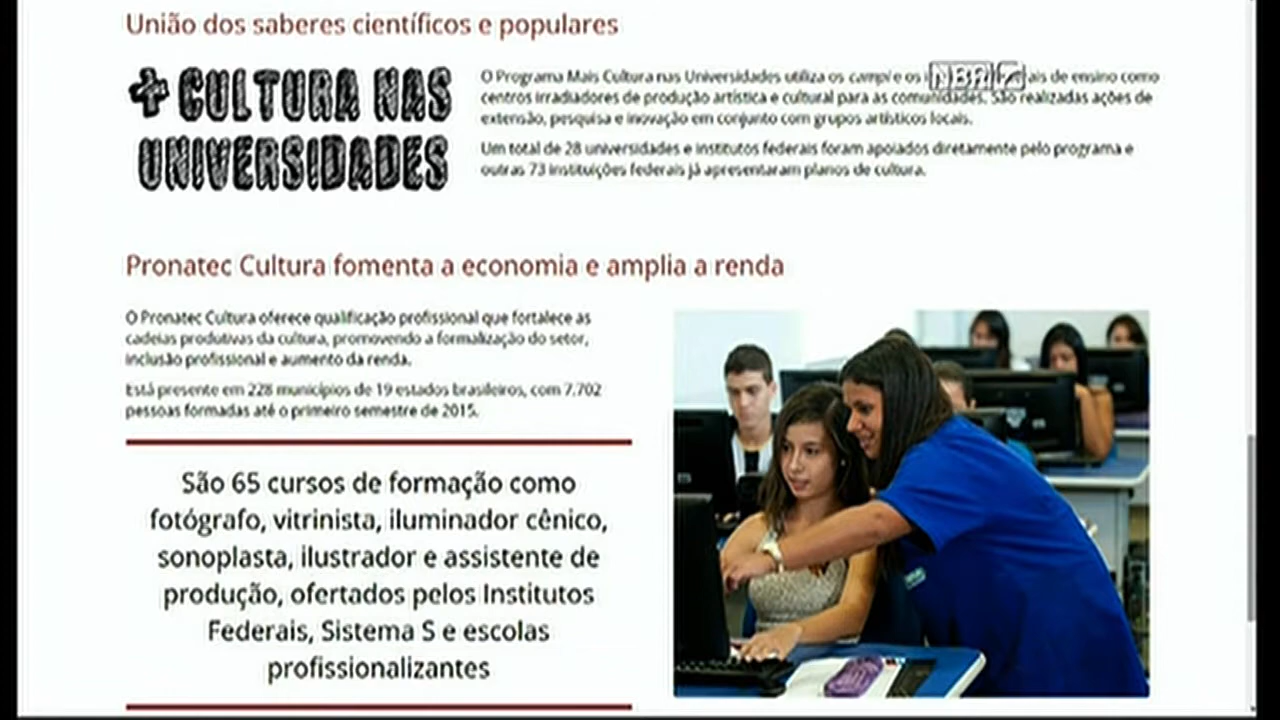 União dos saberes científicos e populares
+ CULTURA NAS
UNIVERSIDADES
O Programa Mais Cultura nas Universidades utiliza os campi e os NBR ais de ensino como
centros irradiadores de produção artística e cultural para as comunidades. São realizadas ações de
extensão, pesquisa e inovação em conjunto com grupos artísticos locais.
Um total de 28 universidades e institutos federais foram apoiados diretamente pelo programa e
outras 73 instituições federais já apresentaram planos de cultura.
Pronatec Cultura fomenta a economia e amplia a renda
O Pronatec Cultura oferece qualificação profissional que fortalece as
cadeias produtivas da cultura, promovendo a formalização do setor,
inclusão profissional e aumento da renda.
Está presente em 228 municípios de 19 estados brasileiros, com 7.702
pessoas formadas até o primeiro semestre de 2015.
São 65 cursos de formação como
fotógrafo, vitrinista, iluminador cênico,
sonoplasta, ilustrador e assistente de
produção, ofertados pelos Institutos
Federais, Sistema S e escolas
profissionalizantes